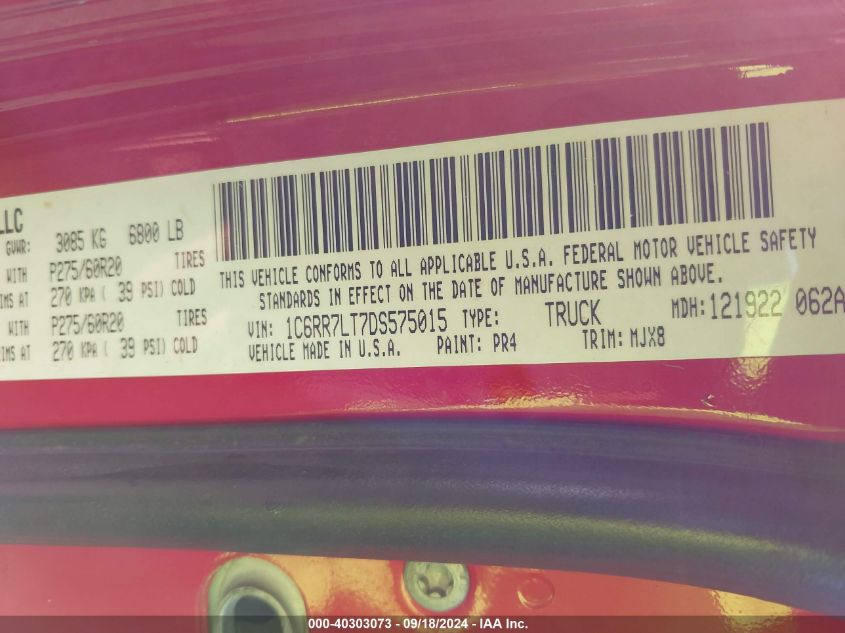 LLC
GVWR: 3085 KG 6800 LB
WITH P275/60R20 TIRES
IMS AT 270 KPA ( 39 PSI) COLD
WITH P275/60R20 TIRES
IMS AT 270 KPA ( 39 PSI) COLD
THIS VEHICLE CONFORMS TO ALL APPLICABLE U.S.A. FEDERAL MOTOR VEHICLE SAFETY
STANDARDS IN EFFECT ON THE DATE OF MANUFACTURE SHOWN ABOVE.
VIN: 1C6RR7LT7DS575015 TYPE: TRUCK MDH: 121922 062A
VEHICLE MADE IN U.S.A. PAINT: PR4 TRIM: MJX8
000-40303073 - 09/18/2024 - IAA Inc.